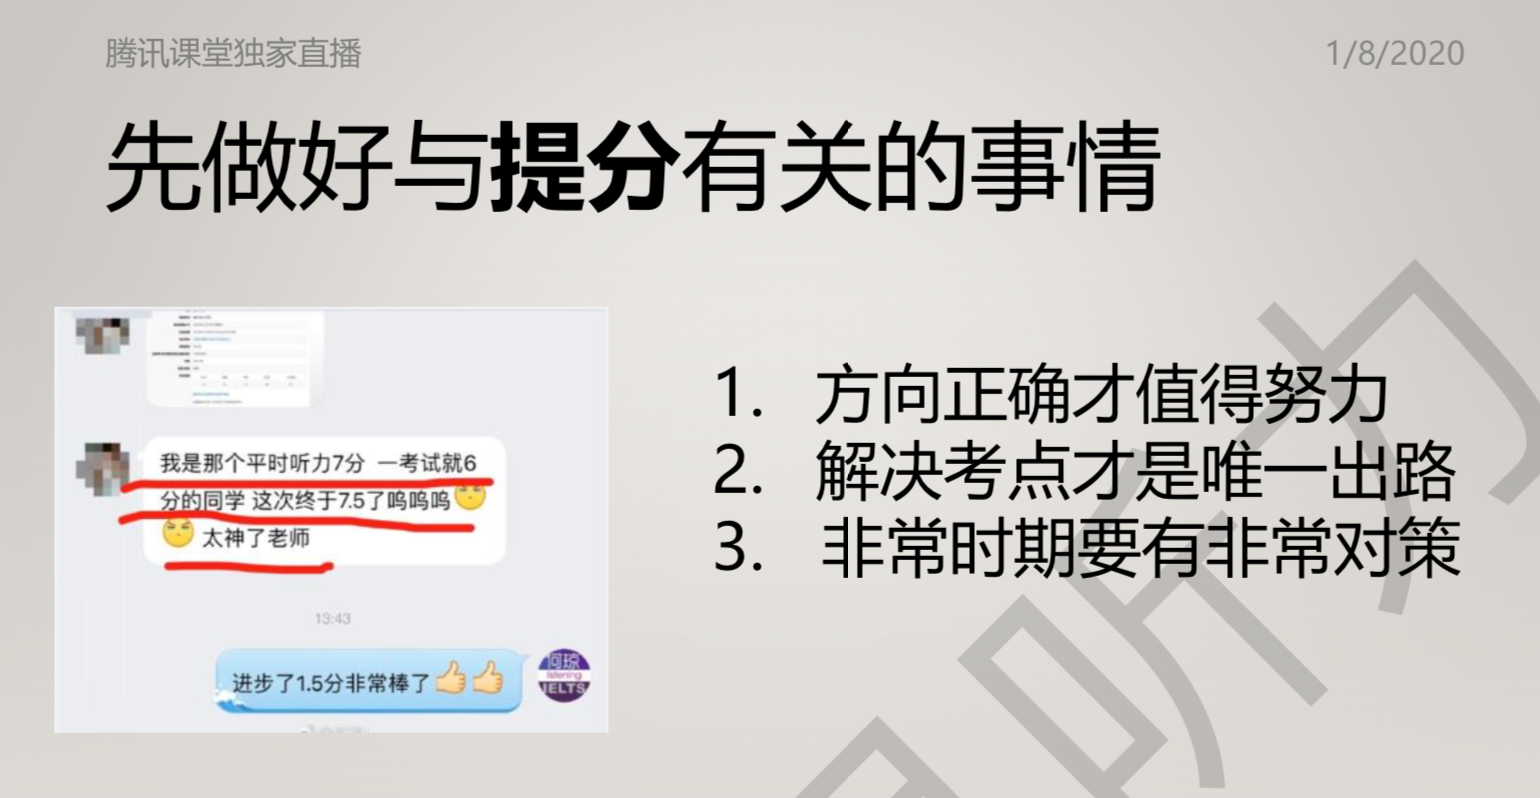 腾讯课堂独家直播
1/8/2020
先做好与提分有关的事情
我是那个平时听力7分 一考试就6
分的同学 这次终于7.5了呜呜呜
太神了老师
13:43
进步了1.5分非常棒了
何琼
listening
IELTS
1. 方向正确才值得努力
2. 解决考点才是唯一出路
3. 非常时期要有非常对策
听力